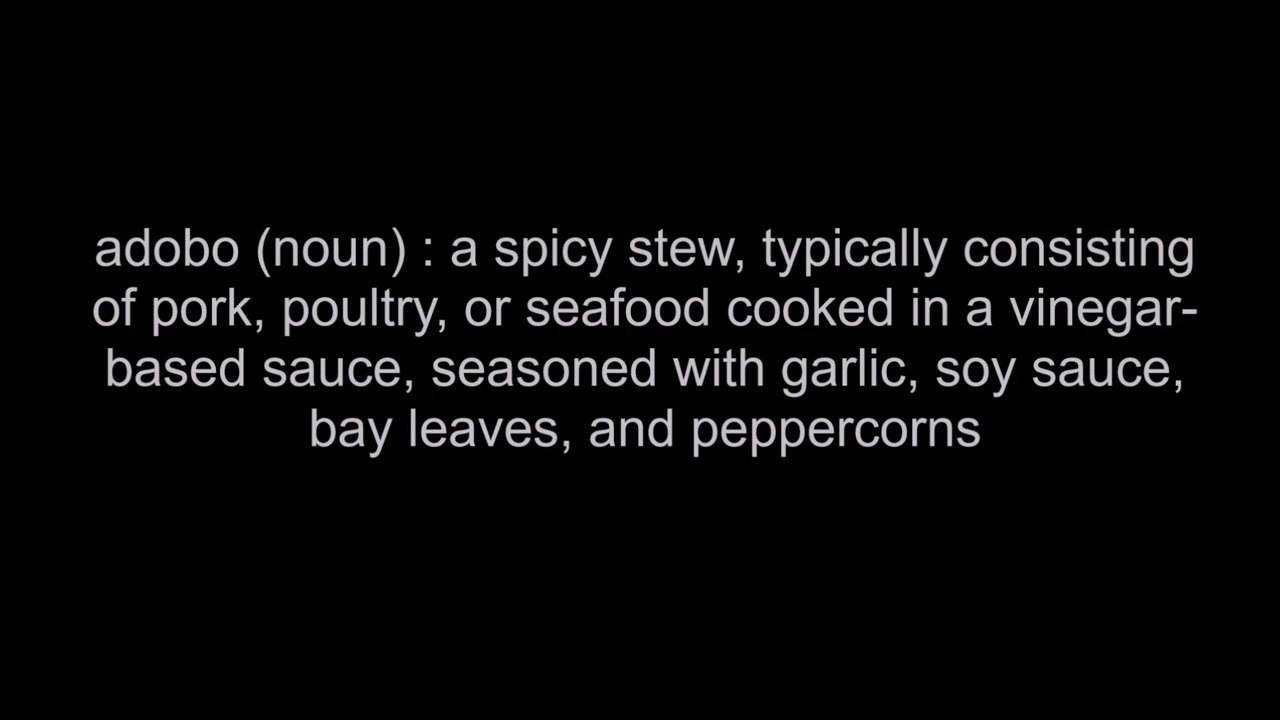 adobo (noun) : a spicy stew, typically consisting
of pork, poultry, or seafood cooked in a vinegar-
based sauce, seasoned with garlic, soy sauce,
bay leaves, and peppercorns